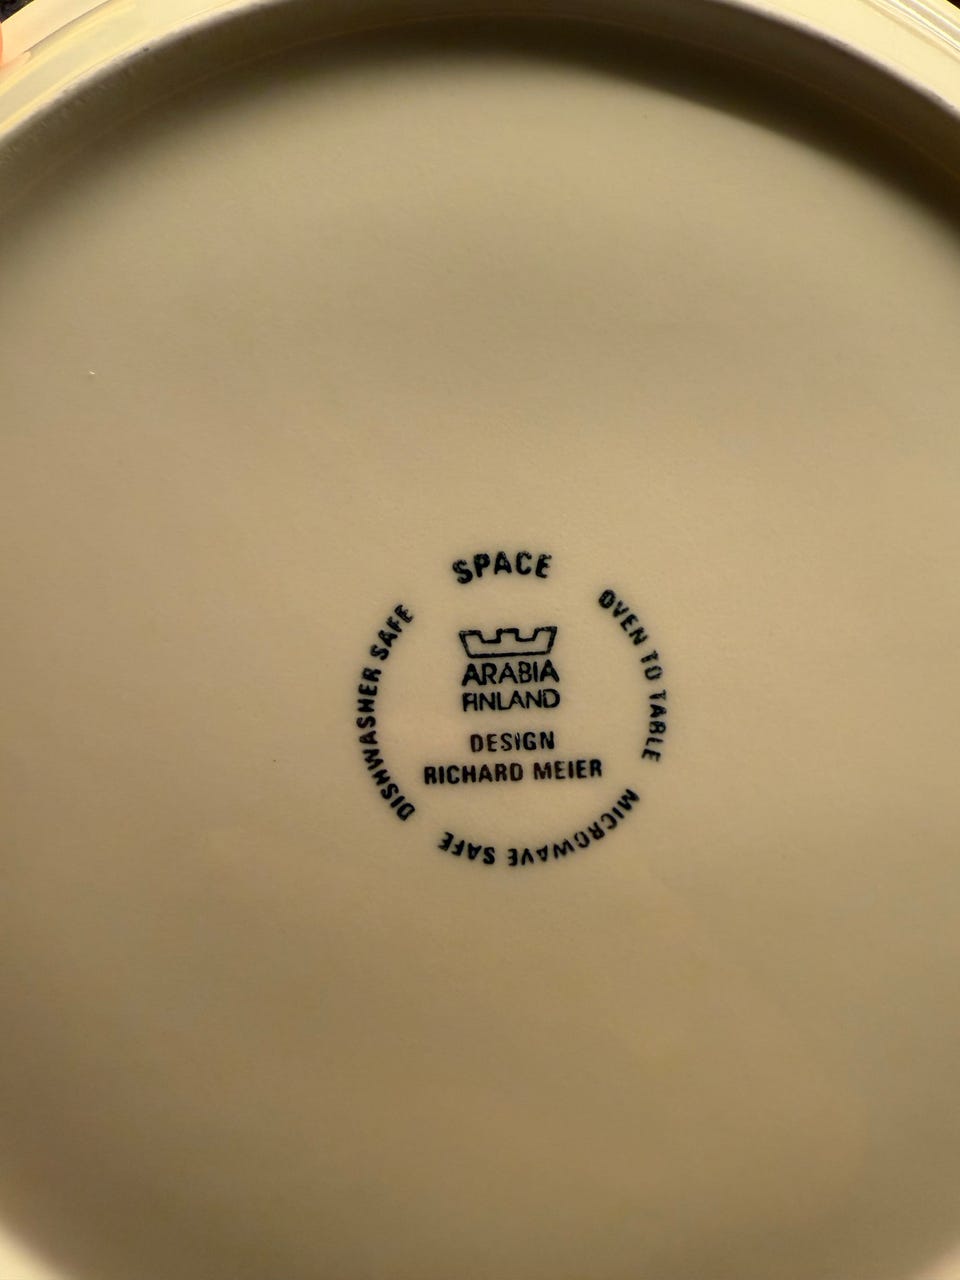 SPACE
OVEN TO TABLE
MICROWAVE SAFE
DISHWASHER SAFE
ARABIA
FINLAND
DESIGN
RICHARD MEIER